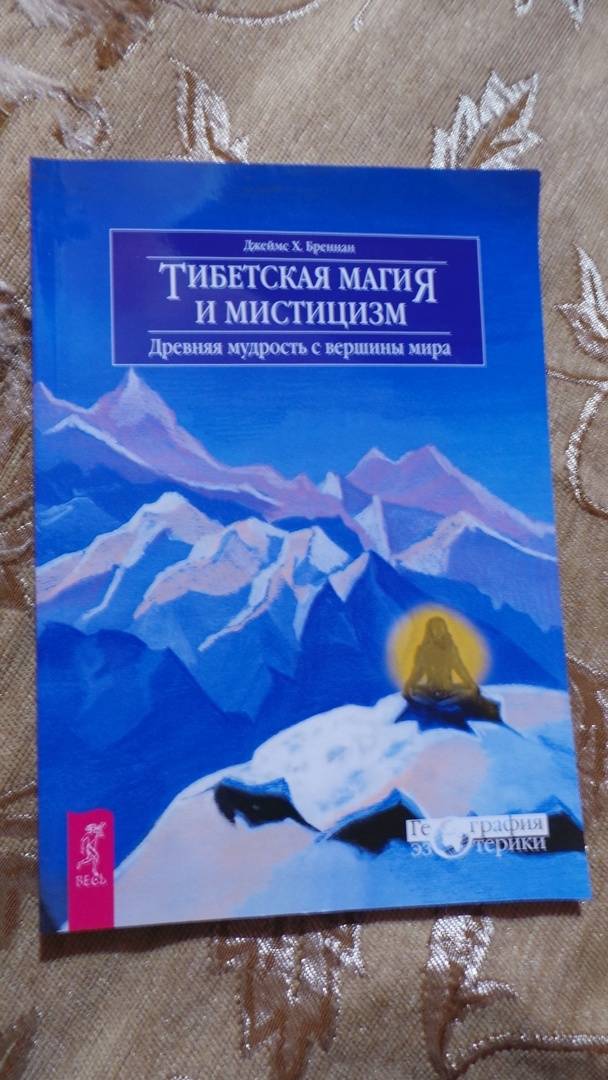 Джеймс Х. Бреннан
ТИБЕТСКАЯ МАГИЯ
И МИСТИЦИЗМ
Древняя мудрость с вершины мира
География
эзотерики
ВЕСЬ